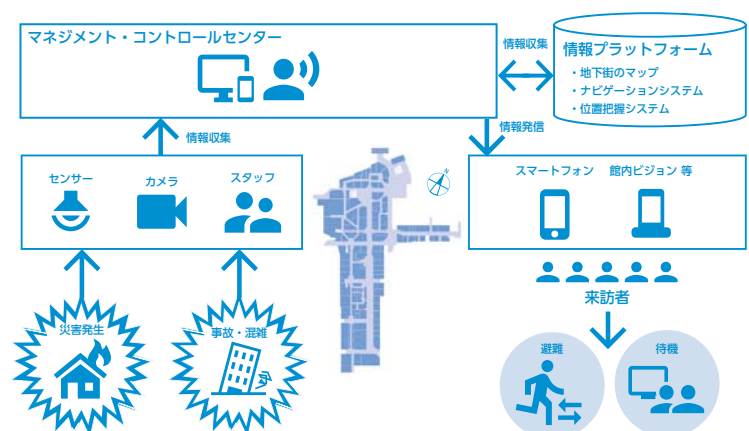 マネジメント・コントロールセンター
情報収集
情報プラットフォーム
・地下街のマップ
・ナビゲーションシステム
・位置把握システム
情報収集
情報発信
センサー
カメラ
スタッフ
N
スマートフォン
館内ビジョン 等
災害発生
事故・混雑
来訪者
避難
待機